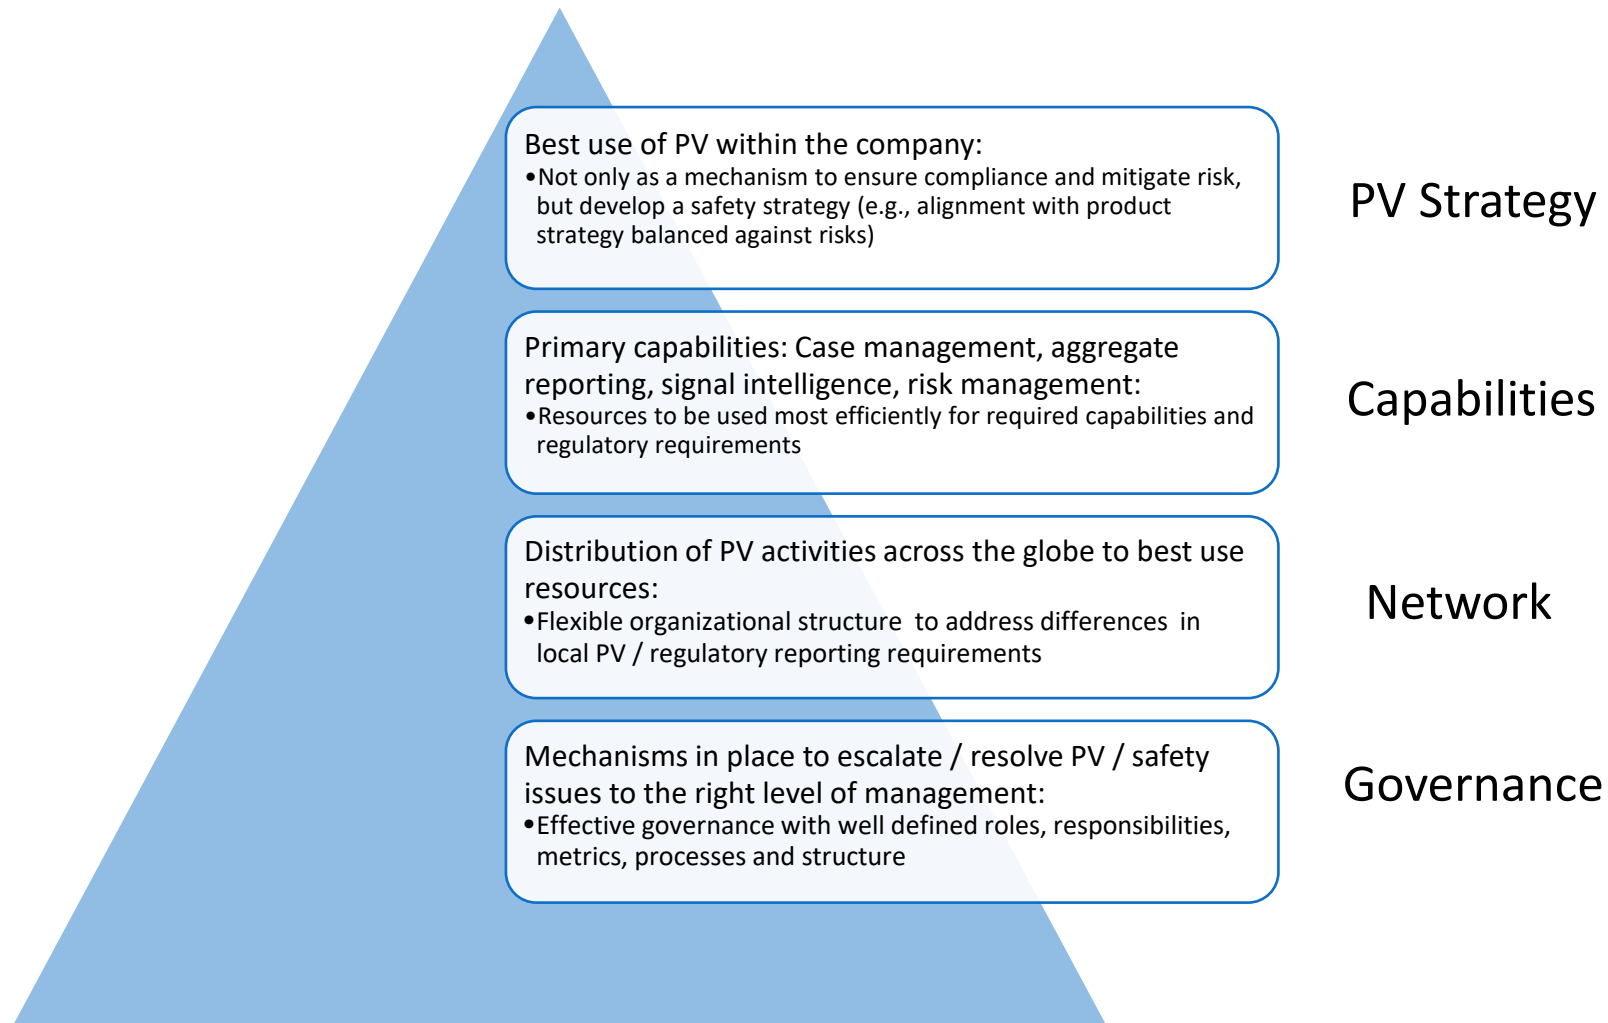 Best use of PV within the company:
•Not only as a mechanism to ensure compliance and mitigate risk,
but develop a safety strategy (e.g., alignment with product
strategy balanced against risks)
PV Strategy
Primary capabilities: Case management, aggregate
reporting, signal intelligence, risk management:
•Resources to be used most efficiently for required capabilities and
regulatory requirements
Capabilities
Distribution of PV activities across the globe to best use
resources:
•Flexible organizational structure  to address differences  in
local PV / regulatory reporting requirements
Network
Mechanisms in place to escalate / resolve PV / safety
issues to the right level of management:
•Effective governance with well defined roles, responsibilities,
metrics, processes and structure
Governance